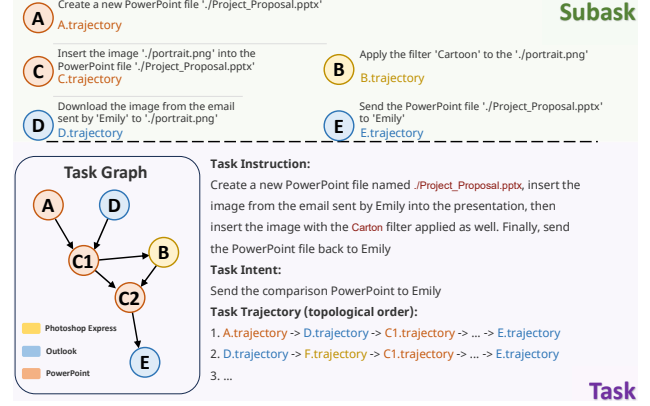 Create a new PowerPoint file './Project_Proposal.pptx'
A
A.trajectory
Subask
C
Insert the image './portrait.png' into the
PowerPoint file './Project_Proposal.pptx'
C.trajectory
B
Apply the filter 'Cartoon' to the './portrait.png'
B.trajectory
D
Download the image from the email
sent by 'Emily' to './portrait.png'
D.trajectory
E
Send the PowerPoint file './Project_Proposal.pptx'
to 'Emily'
E.trajectory
Task Graph
A
D
C1
B
C2
E
Photoshop Express
Outlook
PowerPoint
Task Instruction:
Create a new PowerPoint file named ./Project_Proposal.pptx, insert the
image from the email sent by Emily into the presentation, then
insert the image with the Carton filter applied as well. Finally, send
the PowerPoint file back to Emily
Task Intent:
Send the comparison PowerPoint to Emily
Task Trajectory (topological order):
1. A.trajectory -> D.trajectory -> C1.trajectory -> ... -> E.trajectory
2. D.trajectory -> F.trajectory -> C1.trajectory -> ... -> E.trajectory
3. ...
Task